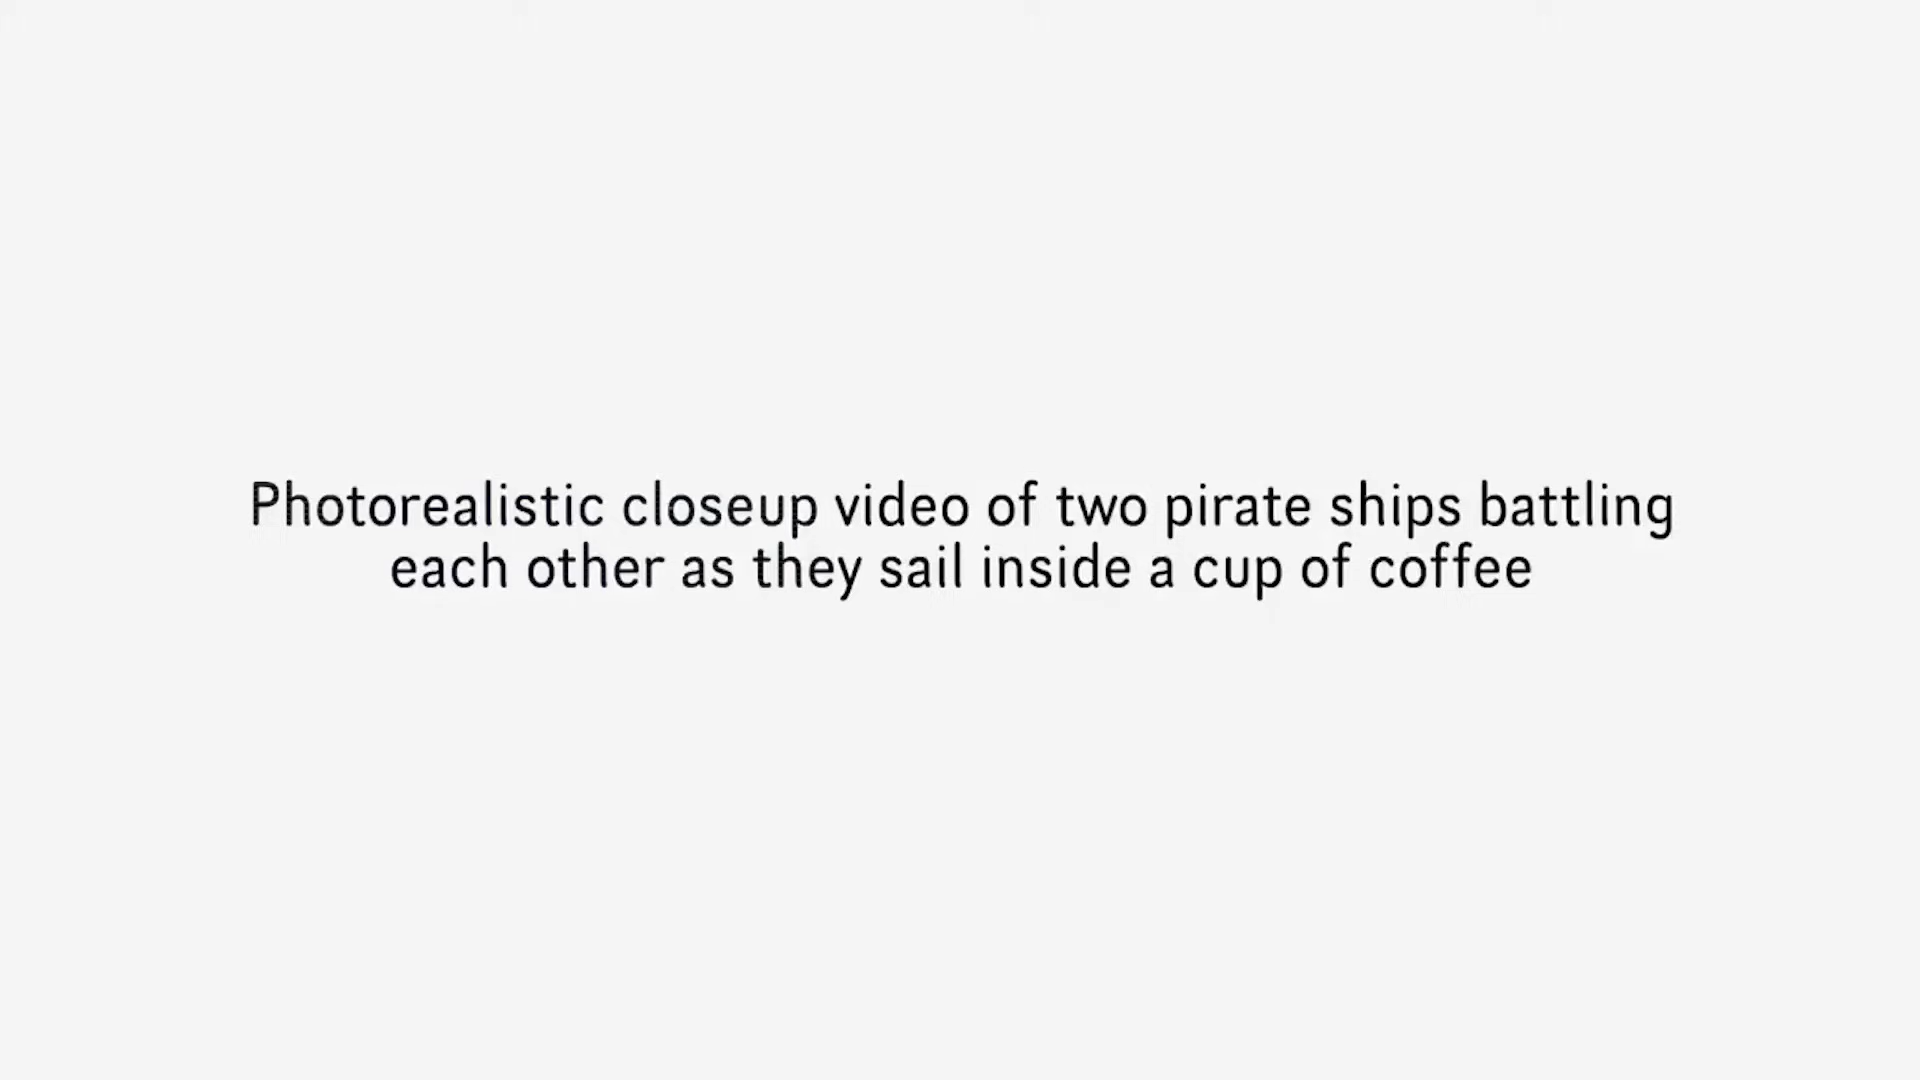 Photorealistic closeup video of two pirate ships battling
each other as they sail inside a cup of coffee